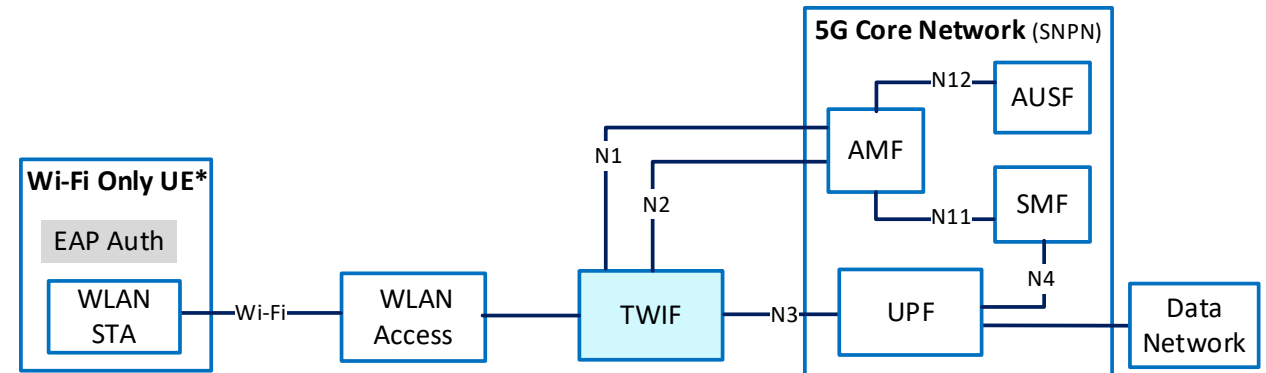 5G Core Network (SNPN)
N12
AUSF
AMF
N1
Wi-Fi Only UE*
N2
N11
SMF
EAP Auth
N4
WLAN
STA
Wi-Fi
WLAN
Access
TWIF
N3
UPF
Data
Network